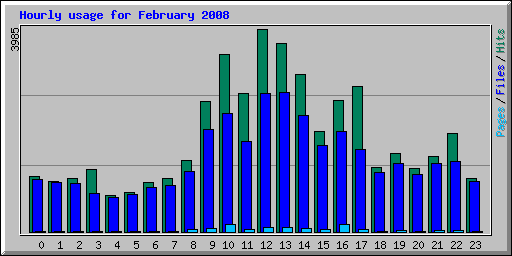 Hourly usage for February 2008
3985
Pages/Files/Hits
0 1 2 3 4 5 6 7 8 9 10 11 12 13 14 15 16 17 18 19 20 21 22 23